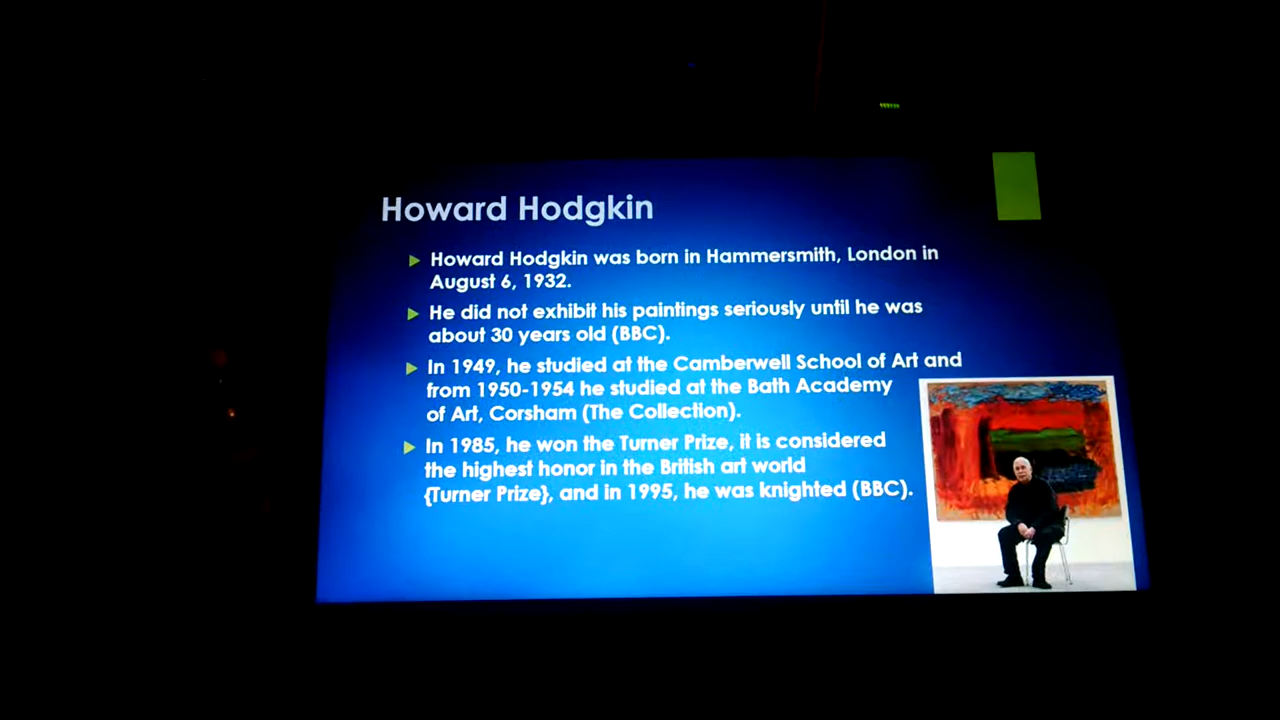 Howard Hodgkin
Howard Hodgkin was born in Hammersmith, London in
August 6, 1932.
He did not exhibit his paintings seriously until he was
about 30 years old (BBC).
In 1949, he studied at the Camberwell School of Art and
from 1950-1954 he studied at the Bath Academy
of Art, Corsham (The Collection).
In 1985, he won the Turner Prize, it is considered
the highest honor in the British art world
{Turner Prize}, and in 1995, he was knighted (BBC).